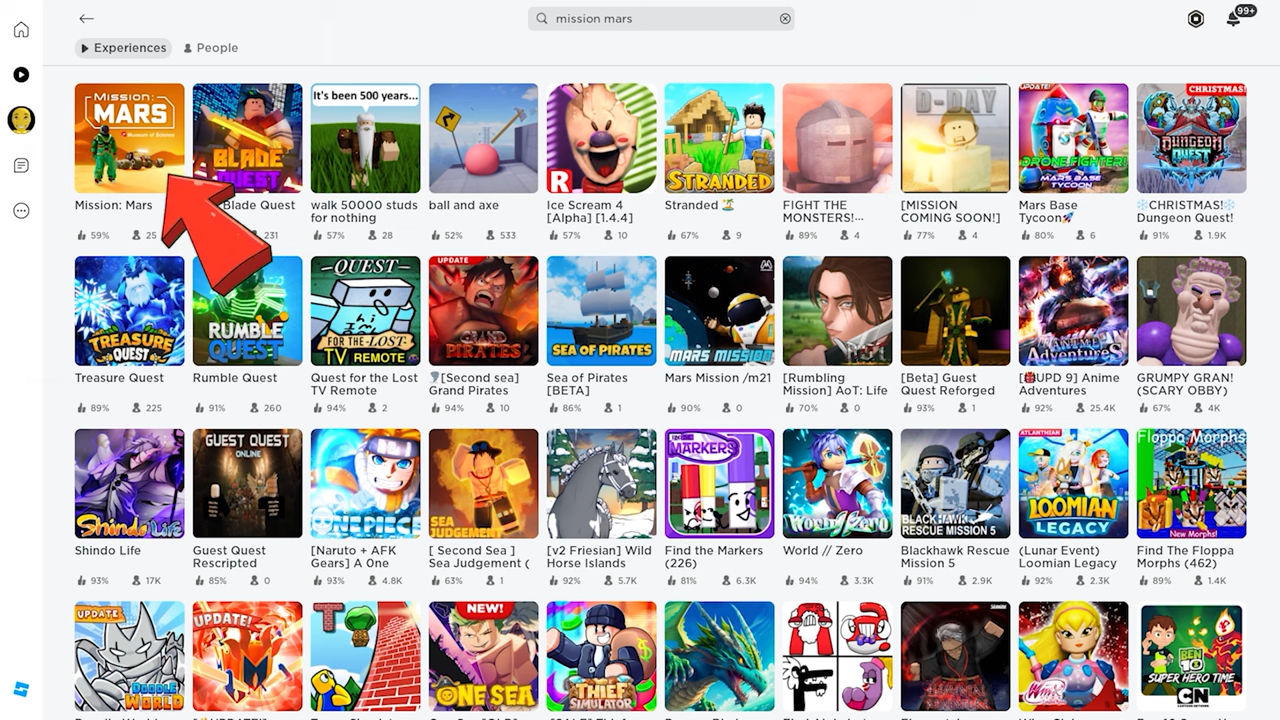 mission mars
99+
Experiences
People
Mission:
MARS
Museum of Science
BLADE
QUEST
It's been 500 years...
R
STRANDED
D-DAY
UPDATE!
DRONE FIGHTER!
MARS BASE
TYCOON
CHRISTMAS!
DUNGEON
QUEST
Mission: Mars
Blade Quest
walk 50000 studs
for nothing
ball and axe
Ice Scream 4
[Alpha] [1.4.4]
Stranded 🏝️
FIGHT THE
MONSTERS!...
[MISSION
COMING SOON!]
Mars Base
Tycoon🚀
❄️CHRISTMAS!❄️
Dungeon Quest!
59% 25
231
57% 28
52% 533
57% 10
67% 9
89% 4
77% 4
80% 6
91% 1.9K
TREASURE
QUEST
RUMBLE
QUEST
-QUEST-
FOR THE LOST
TV REMOTE
UPDATE
GRAND
PIRATES
SEA OF PIRATES
MARS MISSION
ANIME
Adventures
Treasure Quest
Rumble Quest
Quest for the Lost
TV Remote
[Second sea]
Grand Pirates
Sea of Pirates
[BETA]
Mars Mission /m21
[Rumbling
Mission] AoT: Life
[Beta] Guest
Quest Reforged
[👹UPD 9] Anime
Adventures
GRUMPY GRAN!
(SCARY OBBY)
89% 225
91% 260
94% 2
94% 10
86% 1
90% 0
70% 0
93% 1
92% 25.4K
67% 4K
Shindo Life
GUEST QUEST
ONLINE
ONE PIECE
SEA
JUDGEMENT
MARKERS
World Zero
BLACKHAWK
RESCUE MISSION 5
ATLANTHIAN
LOOMIAN
LEGACY
Floppa Morphs
New Morphs!
Shindo Life
Guest Quest
Rescripted
[Naruto + AFK
Gears] A One
[ Second Sea ]
Sea Judgement (
[v2 Friesian] Wild
Horse Islands
Find the Markers
(226)
World // Zero
Blackhawk Rescue
Mission 5
(Lunar Event)
Loomian Legacy
Find The Floppa
Morphs (462)
93% 17K
85% 0
93% 4.8K
63% 1
92% 5.7K
81% 6.3K
94% 3.3K
91% 2.9K
92% 2.3K
89% 1.4K
UPDATE
DOODLE
WORLD
UPDATE!
T
NEW!
ONE SEA
THIEF
SIMULATOR
Winx
BEN
10
SUPER HERO TIME
CN